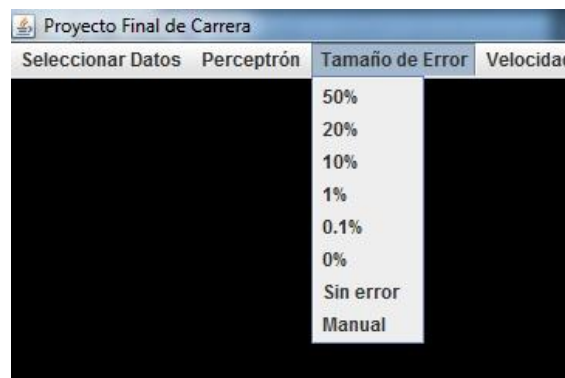 Proyecto Final de Carrera
Seleccionar Datos Perceptrón Tamaño de Error Velocidad
50%
20%
10%
1%
0.1%
0%
Sin error
Manual